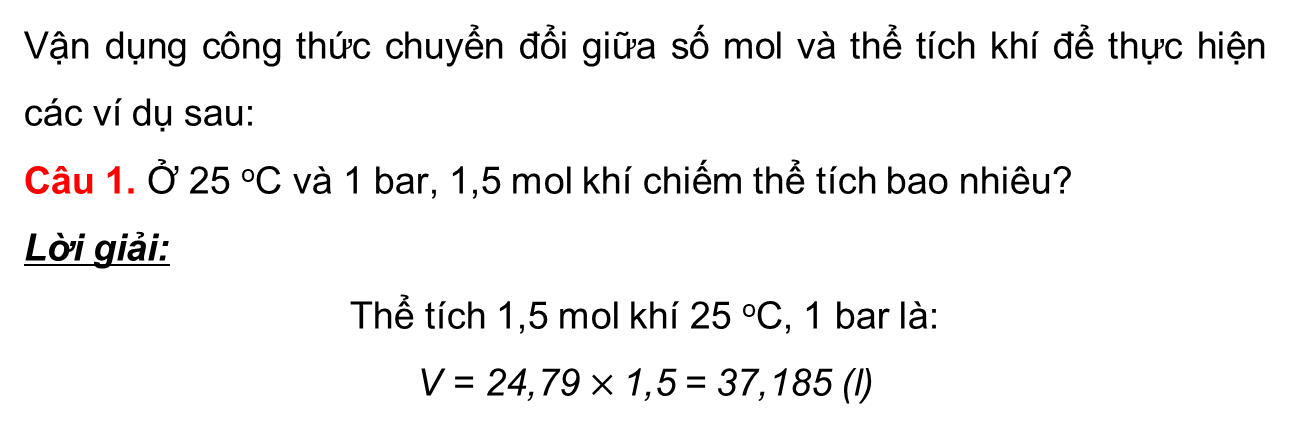 Vận dụng công thức chuyển đổi giữa số mol và thể tích khí để thực hiện
các ví dụ sau:
Câu 1. Ở 25 ºC và 1 bar, 1,5 mol khí chiếm thể tích bao nhiêu?
Lời giải:
Thể tích 1,5 mol khí 25 ºC, 1 bar là:
V = 24,79 × 1,5 = 37,185 (l)